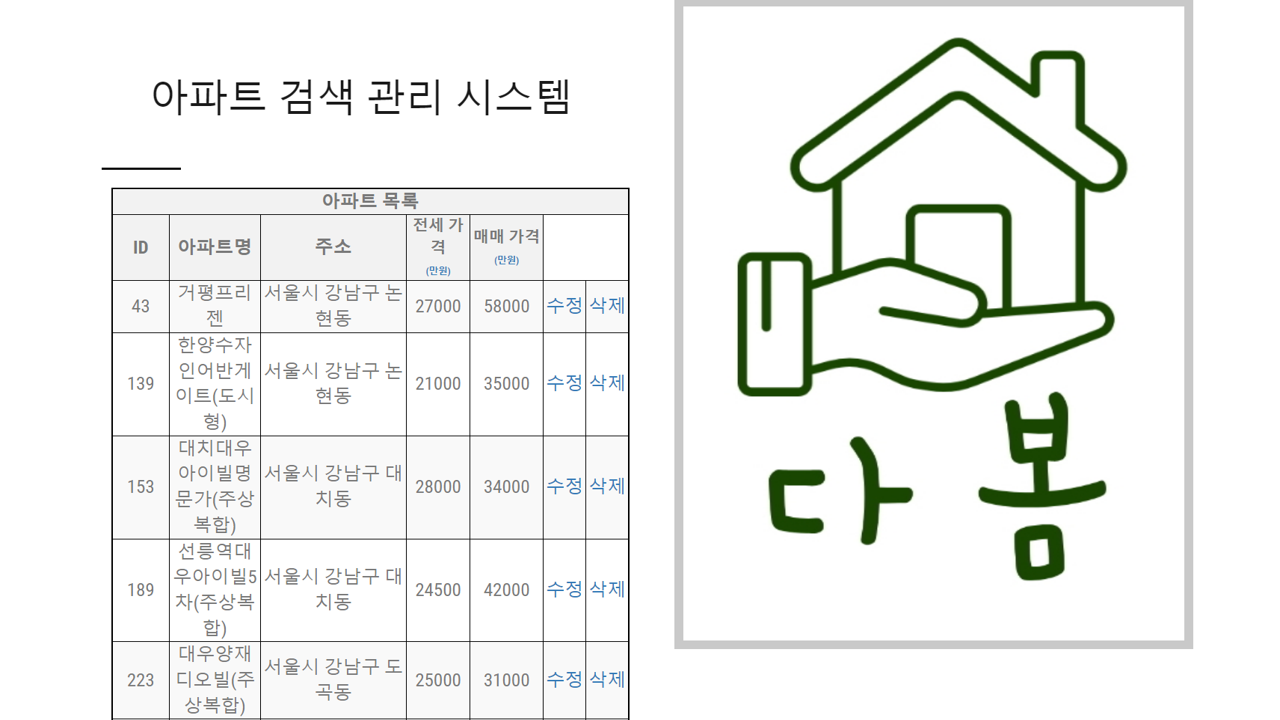 아파트 검색 관리 시스템
아파트 목록
ID 아파트명 주소 전세 가
격
(만원) 매매 가격
(만원)
43 거평프리
젠 서울시 강남구 논
현동 27000 58000 수정 삭제
139 한양수자
인어반게
이트(도시
형) 서울시 강남구 논
현동 21000 35000 수정 삭제
153 대치대우
아이빌명
문가(주상
복합) 서울시 강남구 대
치동 28000 34000 수정 삭제
189 선릉역대
우아이빌5
차(주상복
합) 서울시 강남구 대
치동 24500 42000 수정 삭제
223 대우양재
디오빌(주
상복합) 서울시 강남구 도
곡동 25000 31000 수정 삭제
다 봄